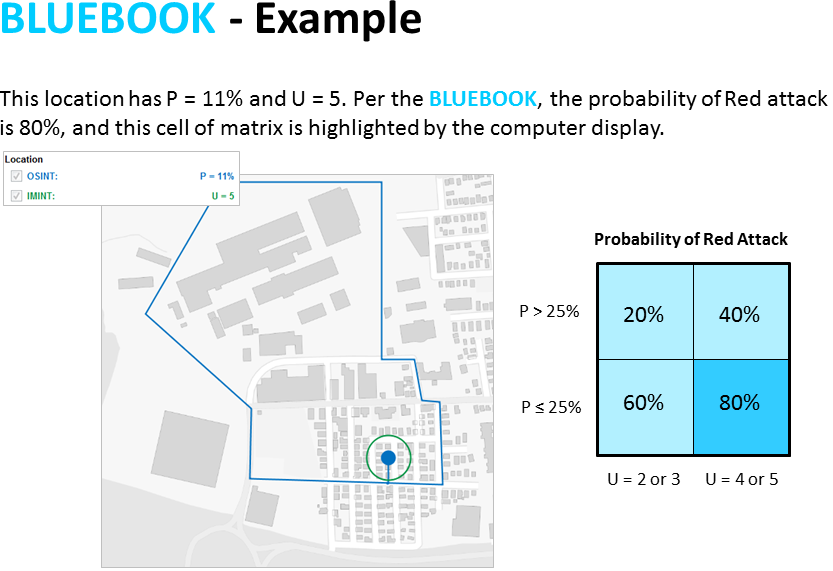 BLUEBOOK - Example
This location has P = 11% and U = 5. Per the BLUEBOOK, the probability of Red attack
is 80%, and this cell of matrix is highlighted by the computer display.
Location
OSINT: P = 11%
IMINT: U = 5
Probability of Red Attack
P > 25% 20% 40%
P ≤ 25% 60% 80%
U = 2 or 3 U = 4 or 5